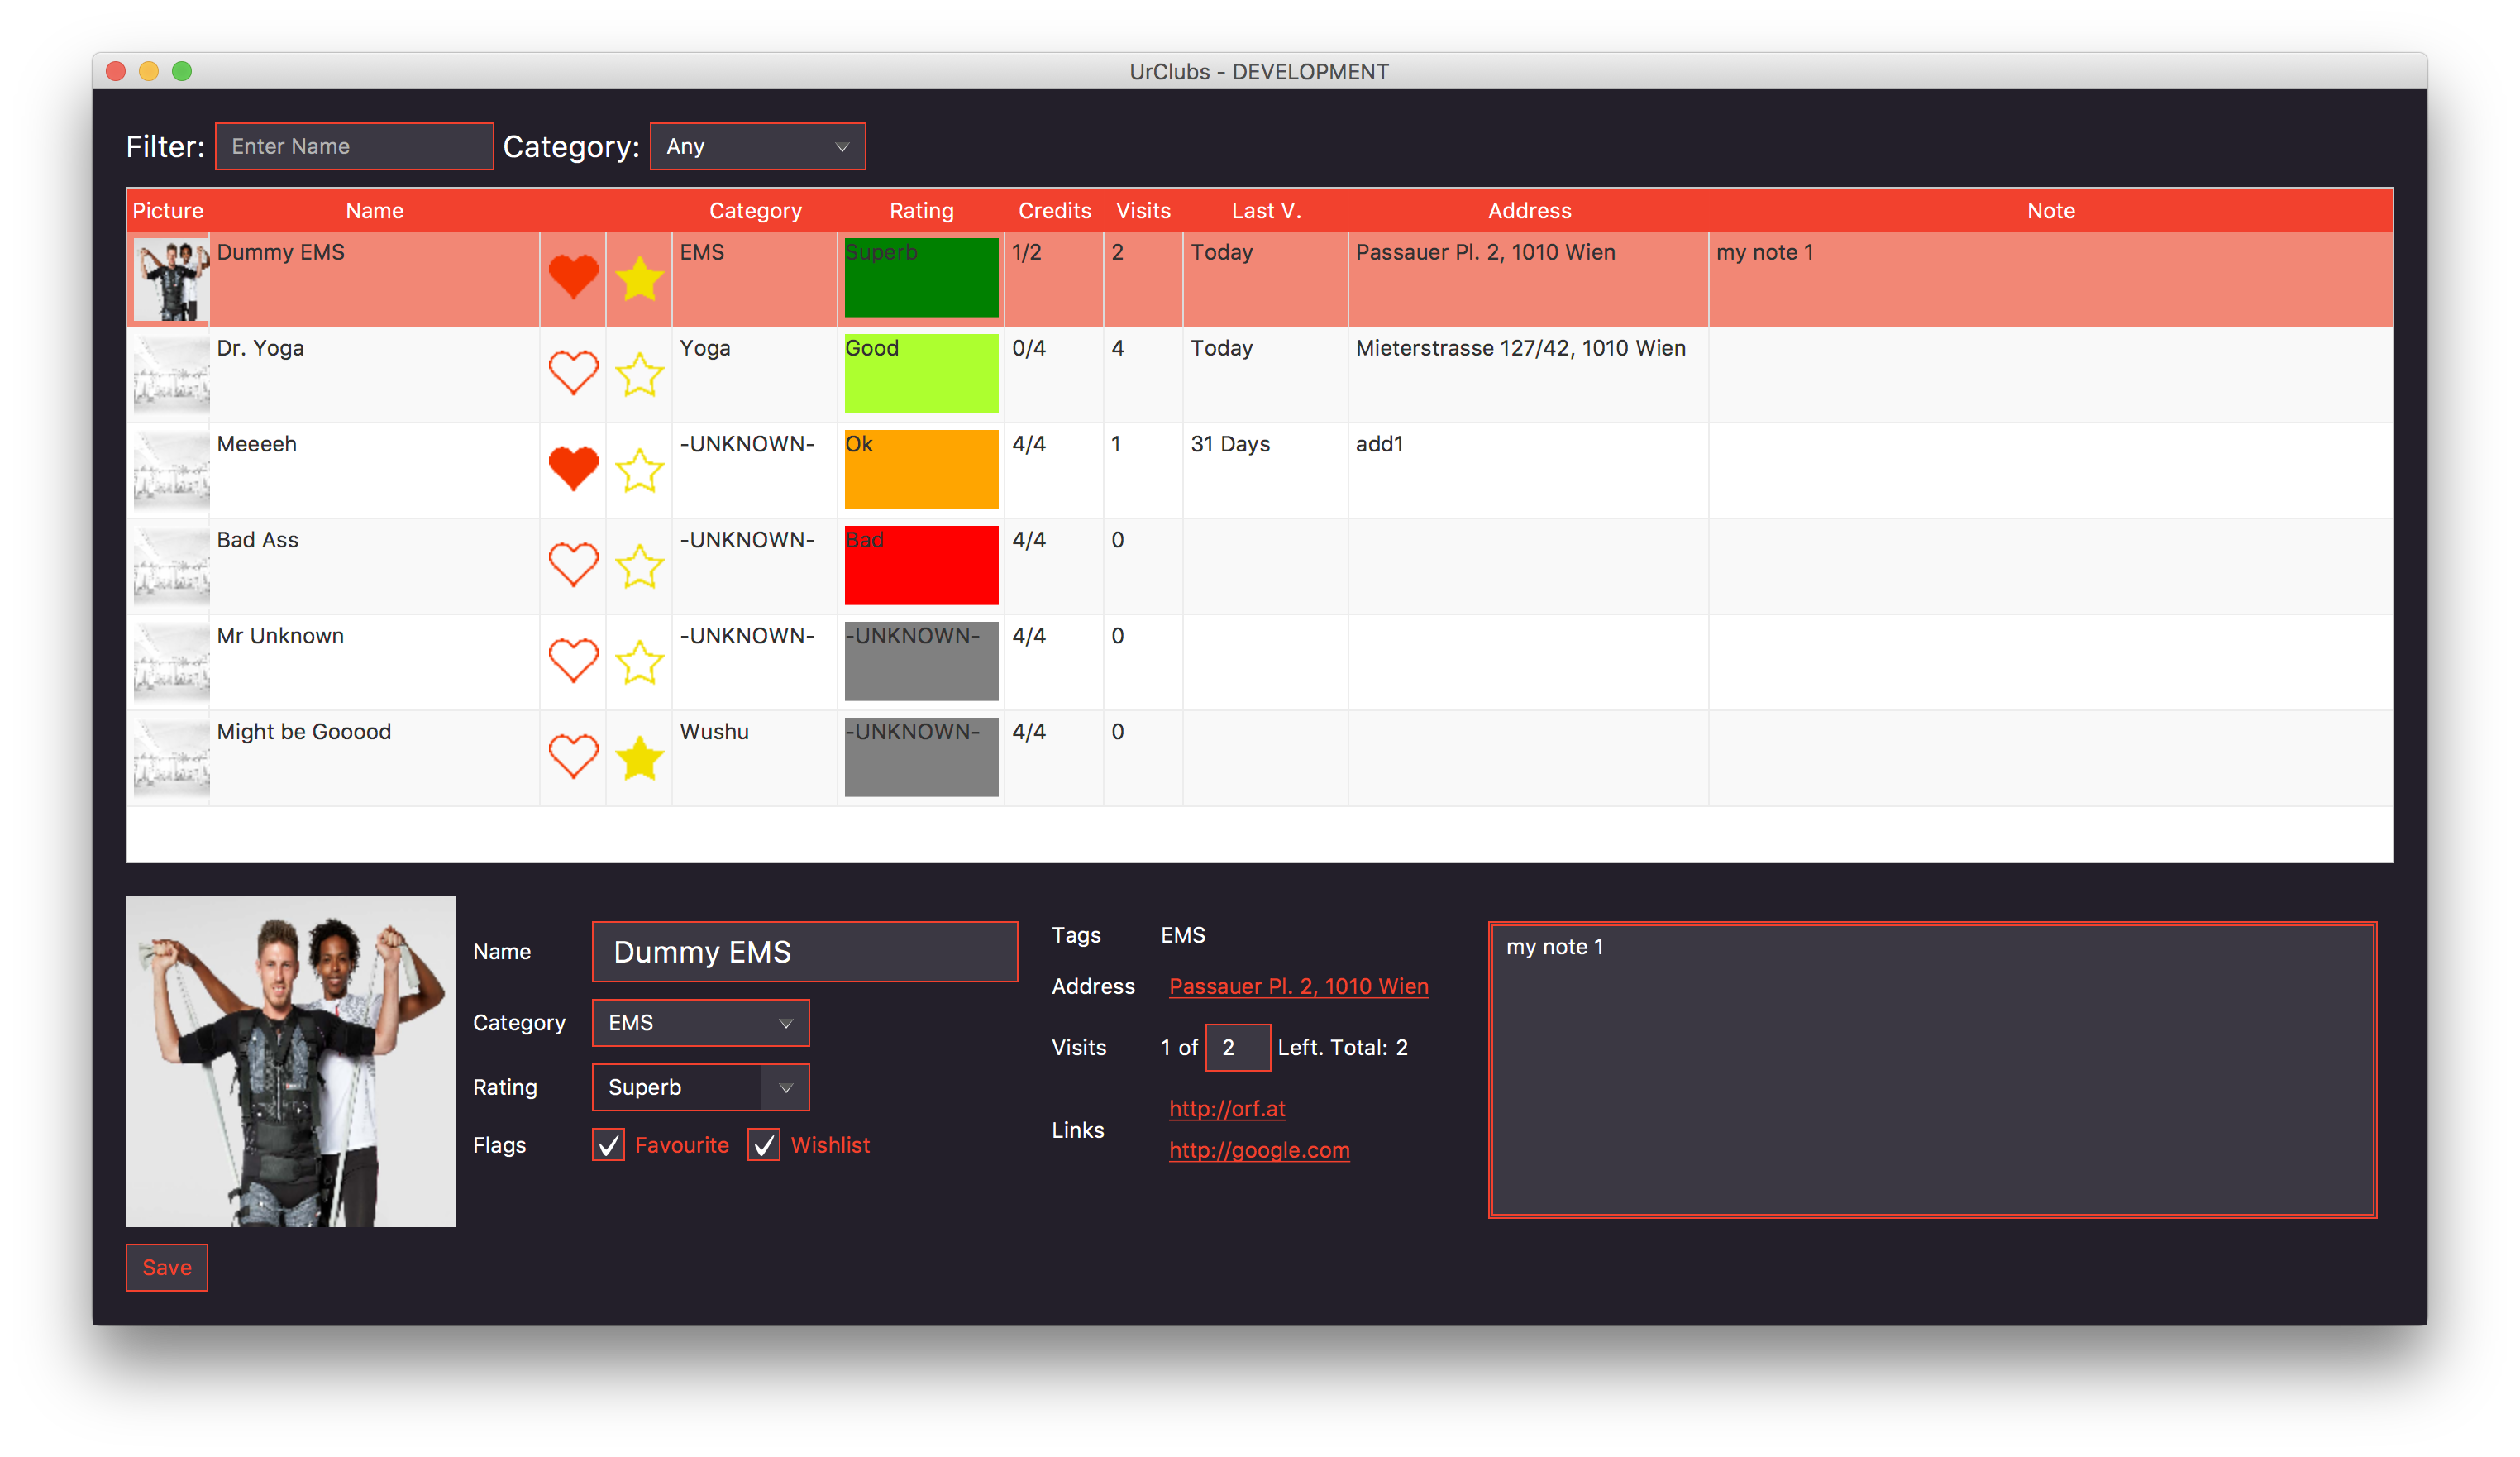 UrClubs - DEVELOPMENT
Filter: Enter Name Category: Any
Picture Name Category Rating Credits Visits Last V. Address Note
Dummy EMS EMS Superb 1/2 2 Today Passauer Pl. 2, 1010 Wien my note 1
Dr. Yoga Yoga Good 0/4 4 Today Mieterstrasse 127/42, 1010 Wien
Meeeeh -UNKNOWN- Ok 4/4 1 31 Days add1
Bad Ass -UNKNOWN- Bad 4/4 0
Mr Unknown -UNKNOWN- -UNKNOWN- 4/4 0
Might be Gooood Wushu -UNKNOWN- 4/4 0
Name Dummy EMS
Category EMS
Rating Superb
Flags Favourite Wishlist
Tags EMS
Address Passauer Pl. 2, 1010 Wien
Visits 1 of 2 Left. Total: 2
Links http://orf.at
http://google.com
my note 1
Save